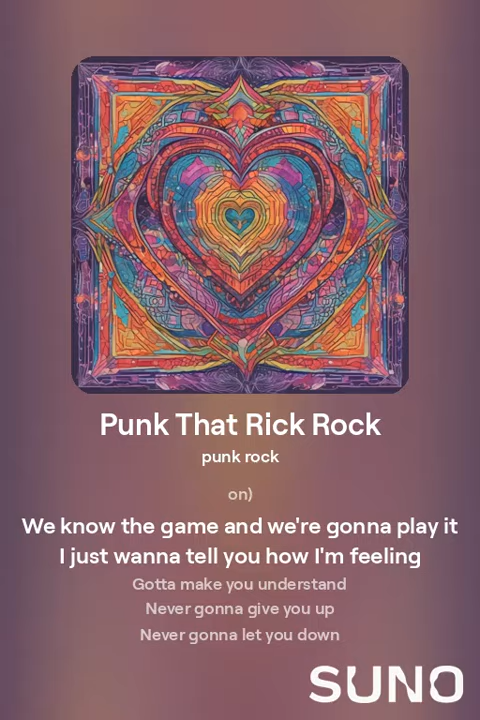 Punk That Rick Rock
punk rock
on)
We know the game and we're gonna play it
I just wanna tell you how I'm feeling
Gotta make you understand
Never gonna give you up
Never gonna let you down
SUNO